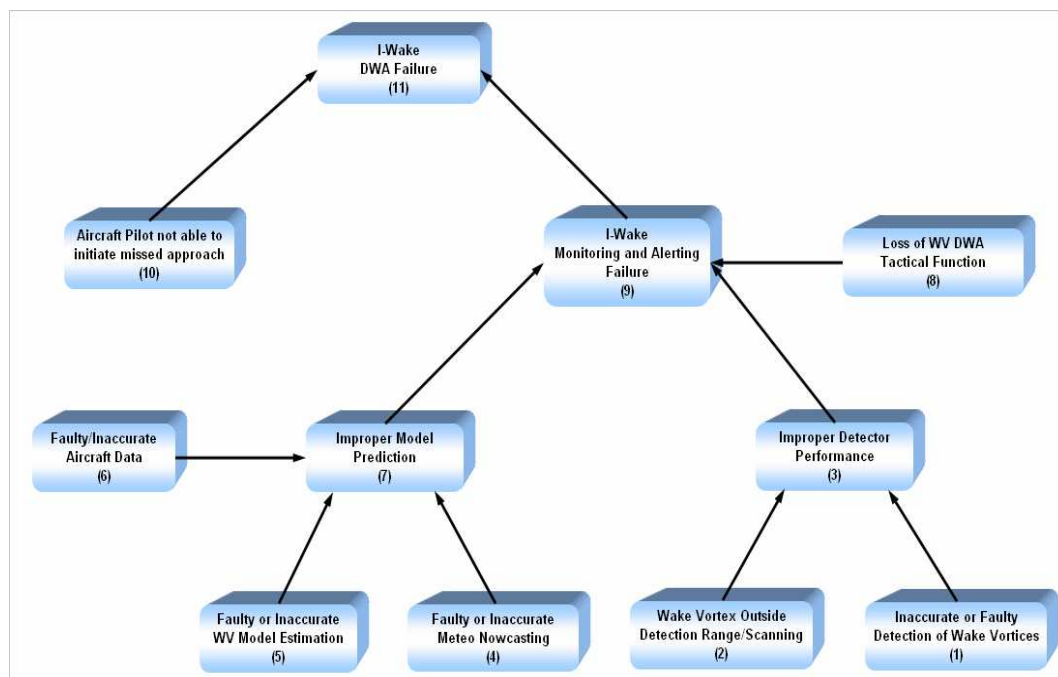 I-Wake
DWA Failure
(11)
Aircraft Pilot not able to
initiate missed approach
(10)
I-Wake
Monitoring and Alerting
Failure
(9)
Loss of WV DWA
Tactical Function
(8)
Faulty/Inaccurate
Aircraft Data
(6)
Improper Model
Prediction
(7)
Improper Detector
Performance
(3)
Faulty or Inaccurate
WV Model Estimation
(5)
Faulty or Inaccurate
Meteo Nowcasting
(4)
Wake Vortex Outside
Detection Range/Scanning
(2)
Inaccurate or Faulty
Detection of Wake Vortices
(1)